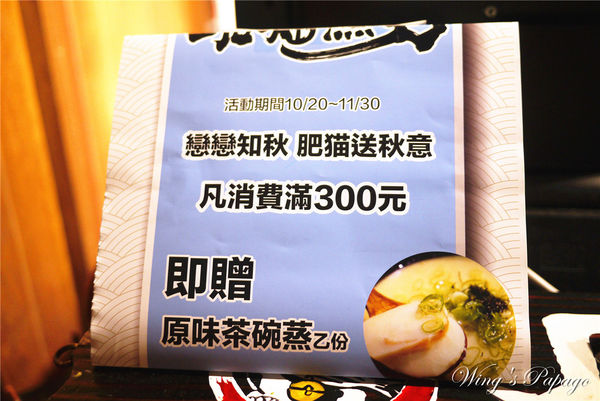 活動期間10/20~11/30
戀戀知秋 肥猫送秋意
凡消費滿300元
即贈
原味茶碗蒸乙份
Wing's Papago